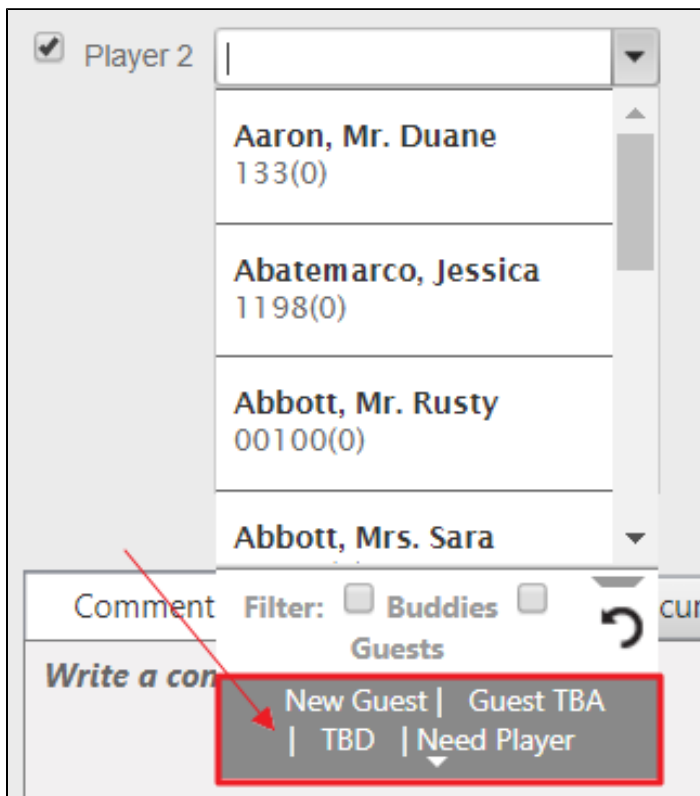 Player 2
Aaron, Mr. Duane
133(0)
Abatemarco, Jessica
1198(0)
Abbott, Mr. Rusty
00100(0)
Abbott, Mrs. Sara
Comment
Filter: Buddies
Guests
Write a con
New Guest | Guest TBA
| TBD | Need Player